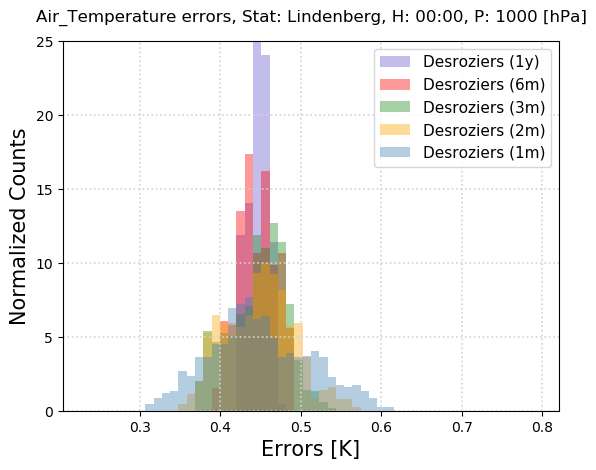 Air_Temperature errors, Stat: Lindenberg, H: 00:00, P: 1000 [hPa]
25
20
15
10
5
0
Normalized Counts
Desroziers (1y)
Desroziers (6m)
Desroziers (3m)
Desroziers (2m)
Desroziers (1m)
0.3 0.4 0.5 0.6 0.7 0.8
Errors [K]